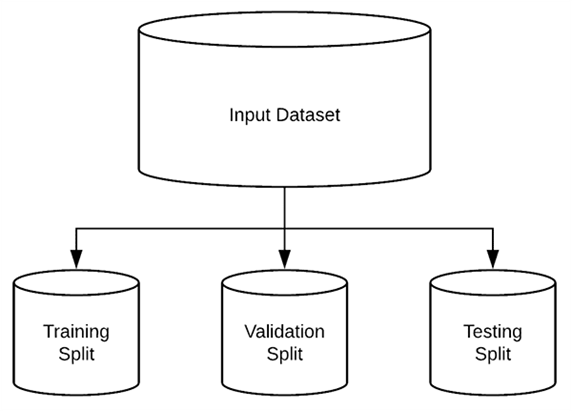 Input Dataset
Training
Split
Validation
Split
Testing
Split